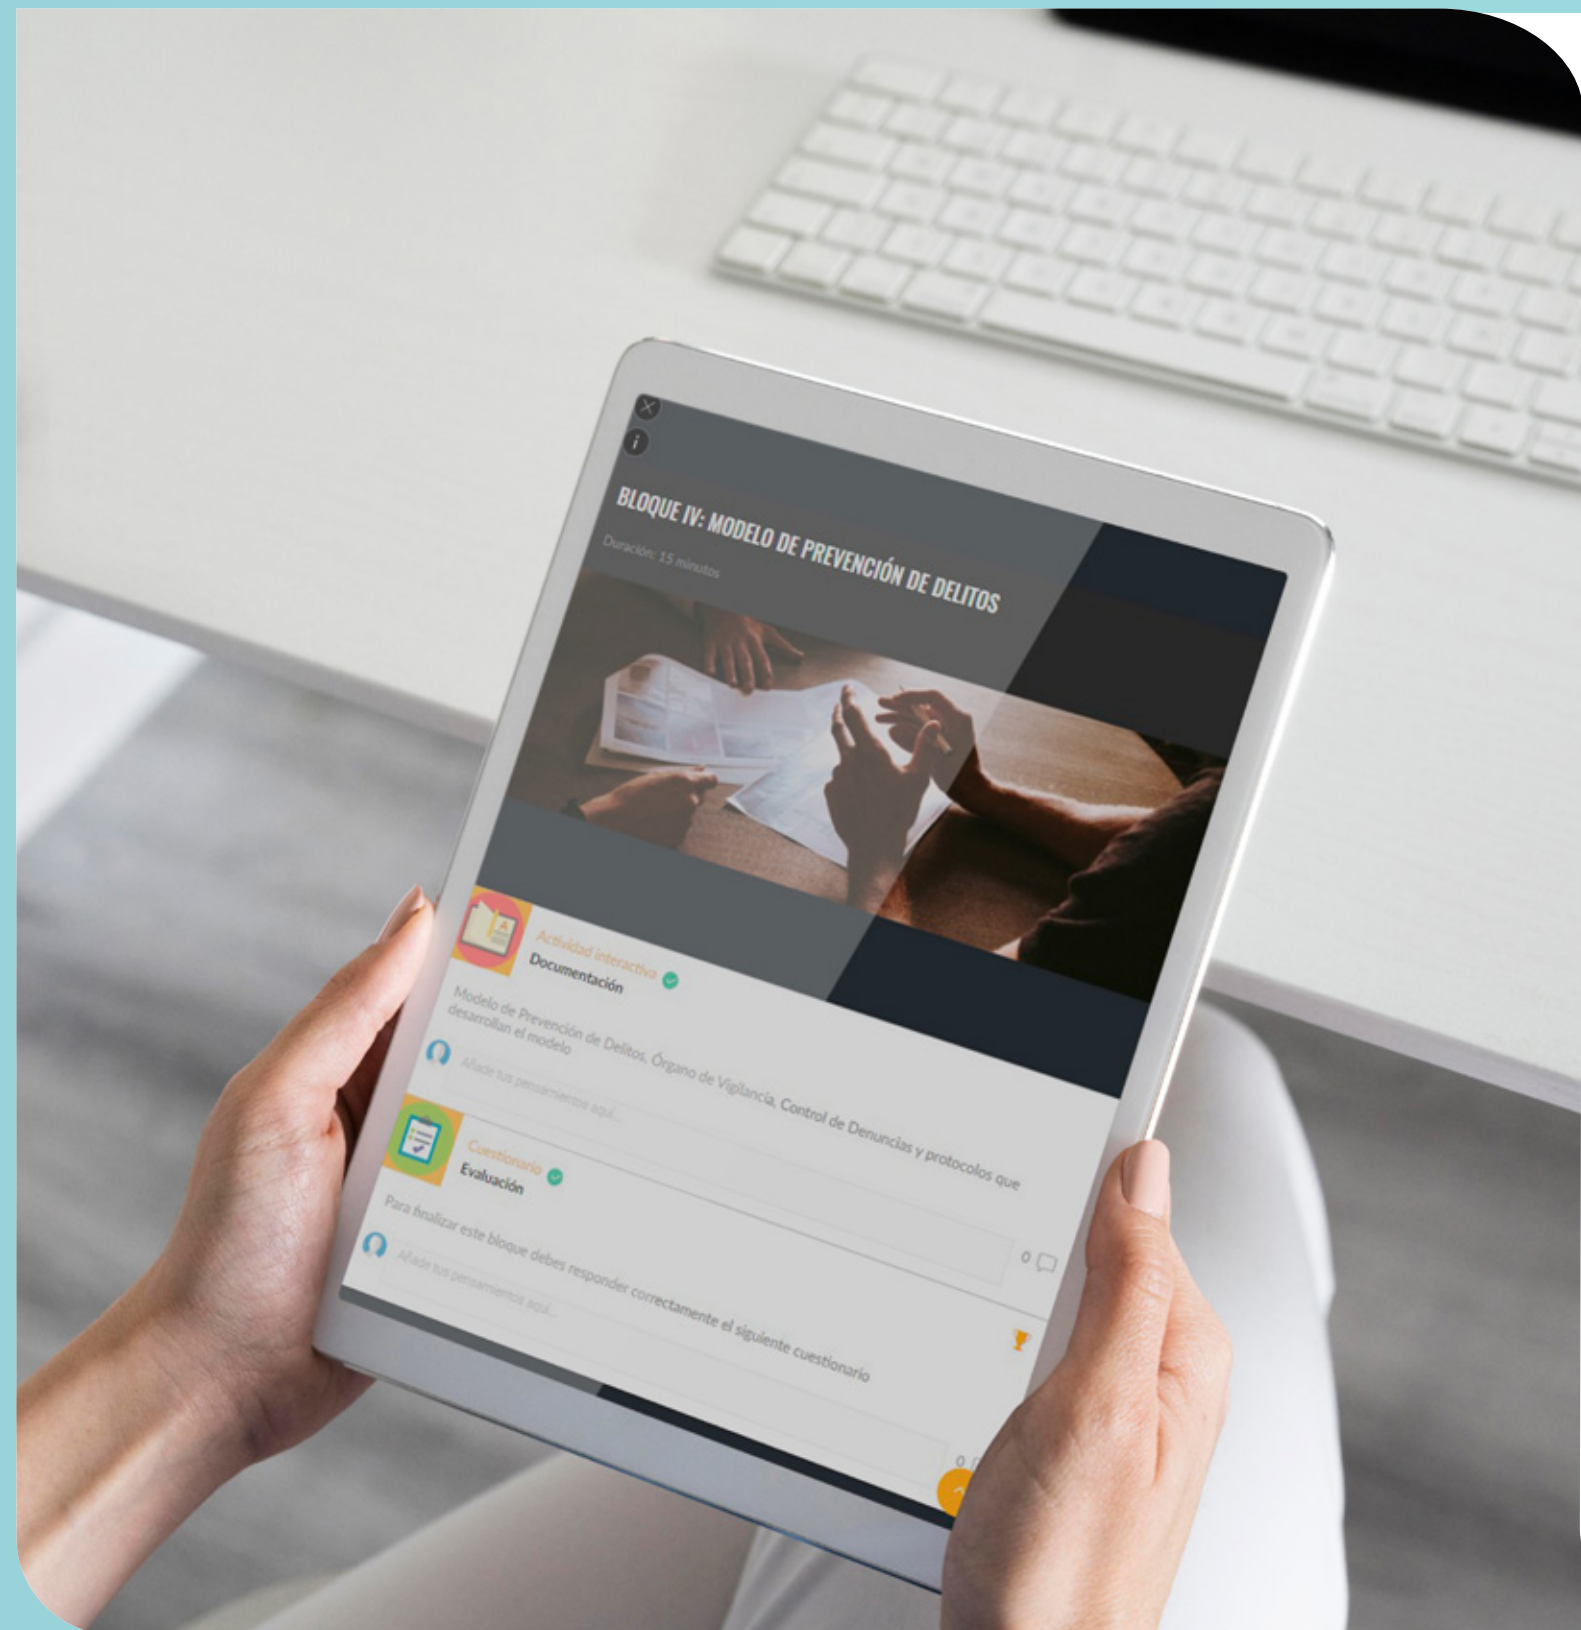 BLOQUE IV: MODELO DE PREVENCIÓN DE DELITOS
Duración: 15 minutos
Actividad interactiva
Documentación
Modelo de Prevención de Delitos, Órgano de Vigilancia, Control de Denuncias y protocolos que
desarrollan el modelo
Añade tus pensamientos aquí...
0
Cuestionario
Evaluación
Para finalizar este bloque debes responder correctamente el siguiente cuestionario
Añade tus pensamientos aquí...
0